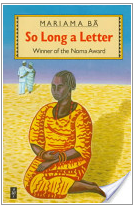 MARIAMA BÂ
So Long a Letter
Winner of the Noma Award